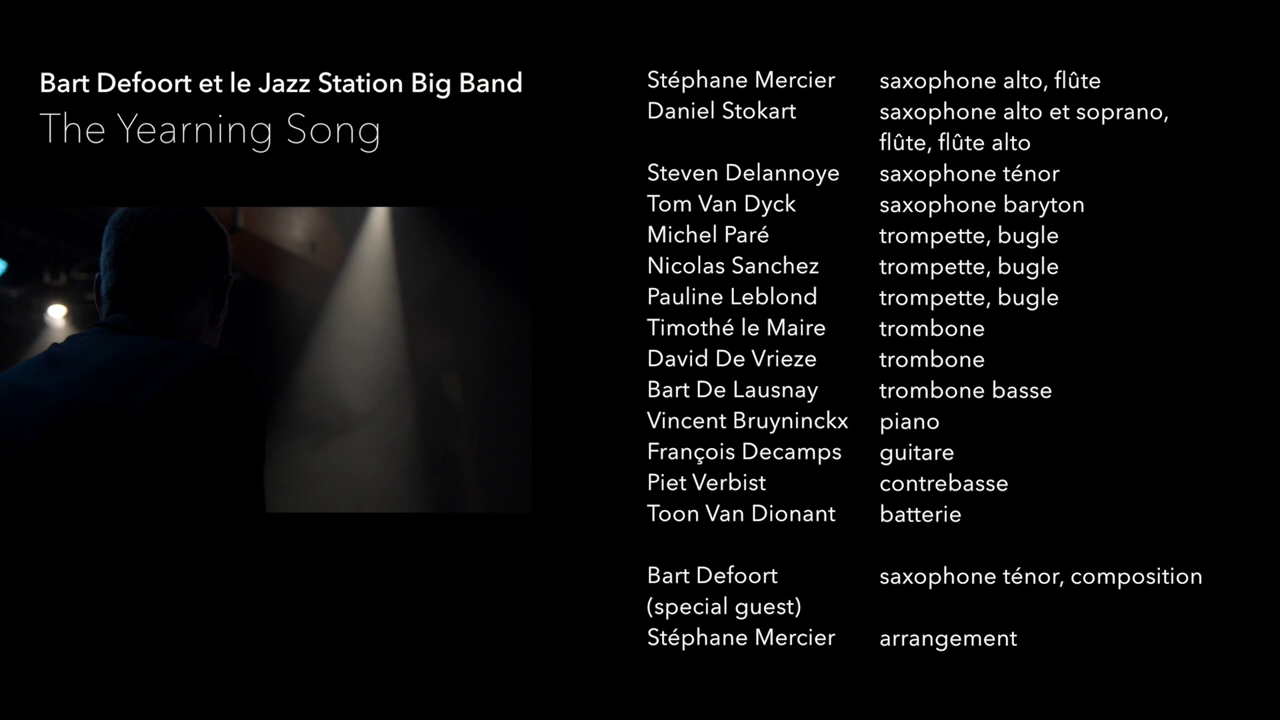 Bart Defoort et le Jazz Station Big Band
The Yearning Song
Stéphane Mercier saxophone alto, flûte
Daniel Stokart saxophone alto et soprano,
flûte, flûte alto
Steven Delannoye saxophone ténor
Tom Van Dyck saxophone baryton
Michel Paré trompette, bugle
Nicolas Sanchez trompette, bugle
Pauline Leblond trompette, bugle
Timothé le Maire trombone
David De Vrieze trombone
Bart De Lausnay trombone basse
Vincent Bruyninckx piano
François Decamps guitare
Piet Verbist contrebasse
Toon Van Dionant batterie
Bart Defoort saxophone ténor, composition
(special guest)
Stéphane Mercier arrangement